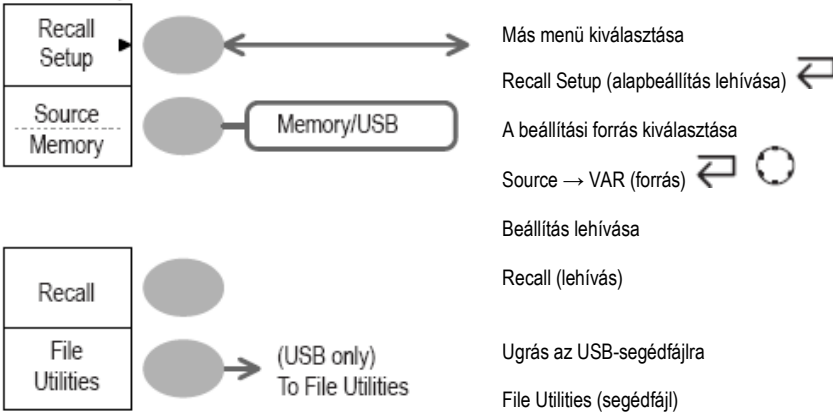 Recall
Setup
Más menü kiválasztása
Recall Setup (alapbeállítás lehívása)
Source
Memory
Memory/USB
A beállítási forrás kiválasztása
Source → VAR (forrás)
Beállítás lehívása
Recall
Recall (lehívás)
File
Utilities
(USB only)
To File Utilities
Ugrás az USB-segédfájlra
File Utilities (segédfájl)